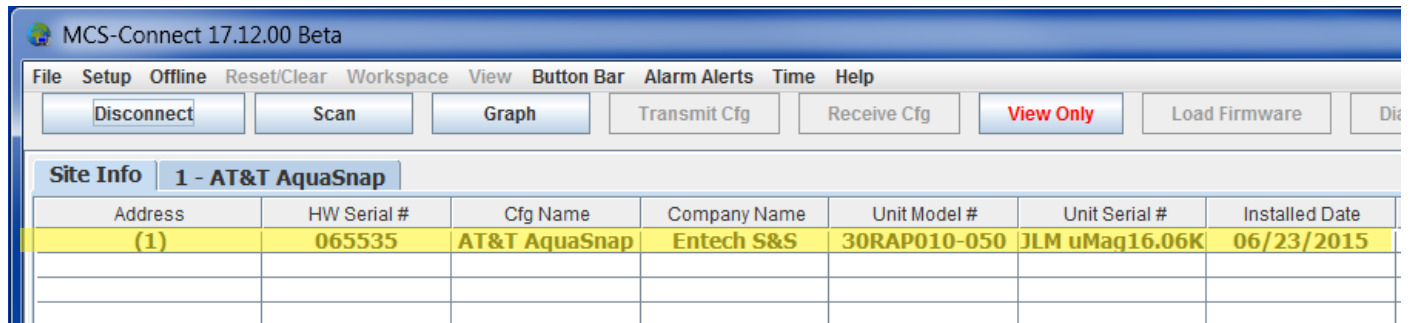 MCS-Connect 17.12.00 Beta
File Setup Offline Reset/Clear Workspace View Button Bar Alarm Alerts Time Help
Disconnect Scan Graph Transmit Cfg Receive Cfg View Only Load Firmware
Site Info 1 - AT&T AquaSnap
Address HW Serial # Cfg Name Company Name Unit Model # Unit Serial # Installed Date
(1) 065535 AT&T AquaSnap Entech S&S 30RAP010-050 JLM uMag16.06K 06/23/2015